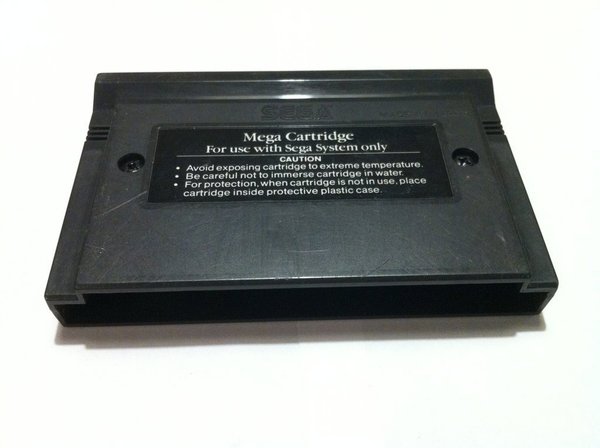 SEGA
Mega Cartridge
For use with Sega System only
CAUTION
• Avoid exposing cartridge to extreme temperature.
• Be careful not to immerse cartridge in water.
• For protection, when cartridge is not in use, place
cartridge inside protective plastic case.